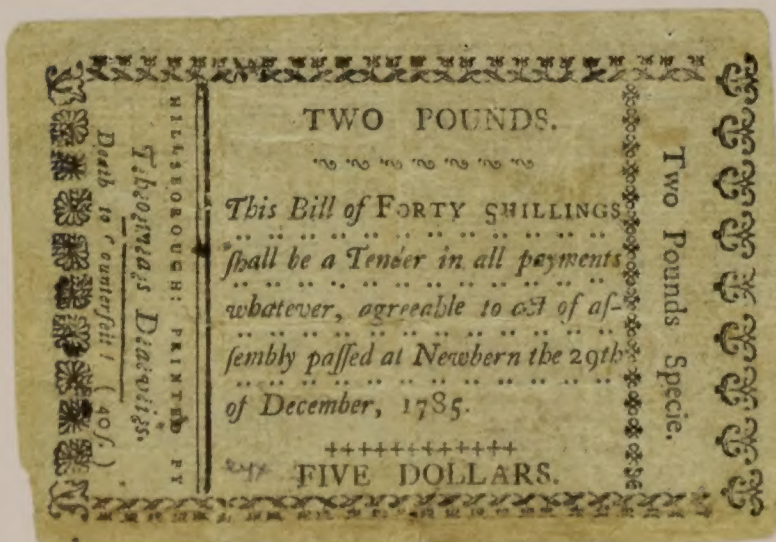 TWO POUNDS.
This Bill of FORTY SHILLINGS
ſhall be a Tender in all payments
whatever, agreeable to act of aſ-
ſembly paſſed at Newbern the 29th
of December, 1785.
FIVE DOLLARS.
Two Pounds Specie.
HILLSBOROUGH: PRINTED BY
Death to Counterfeit! (40ſ.)